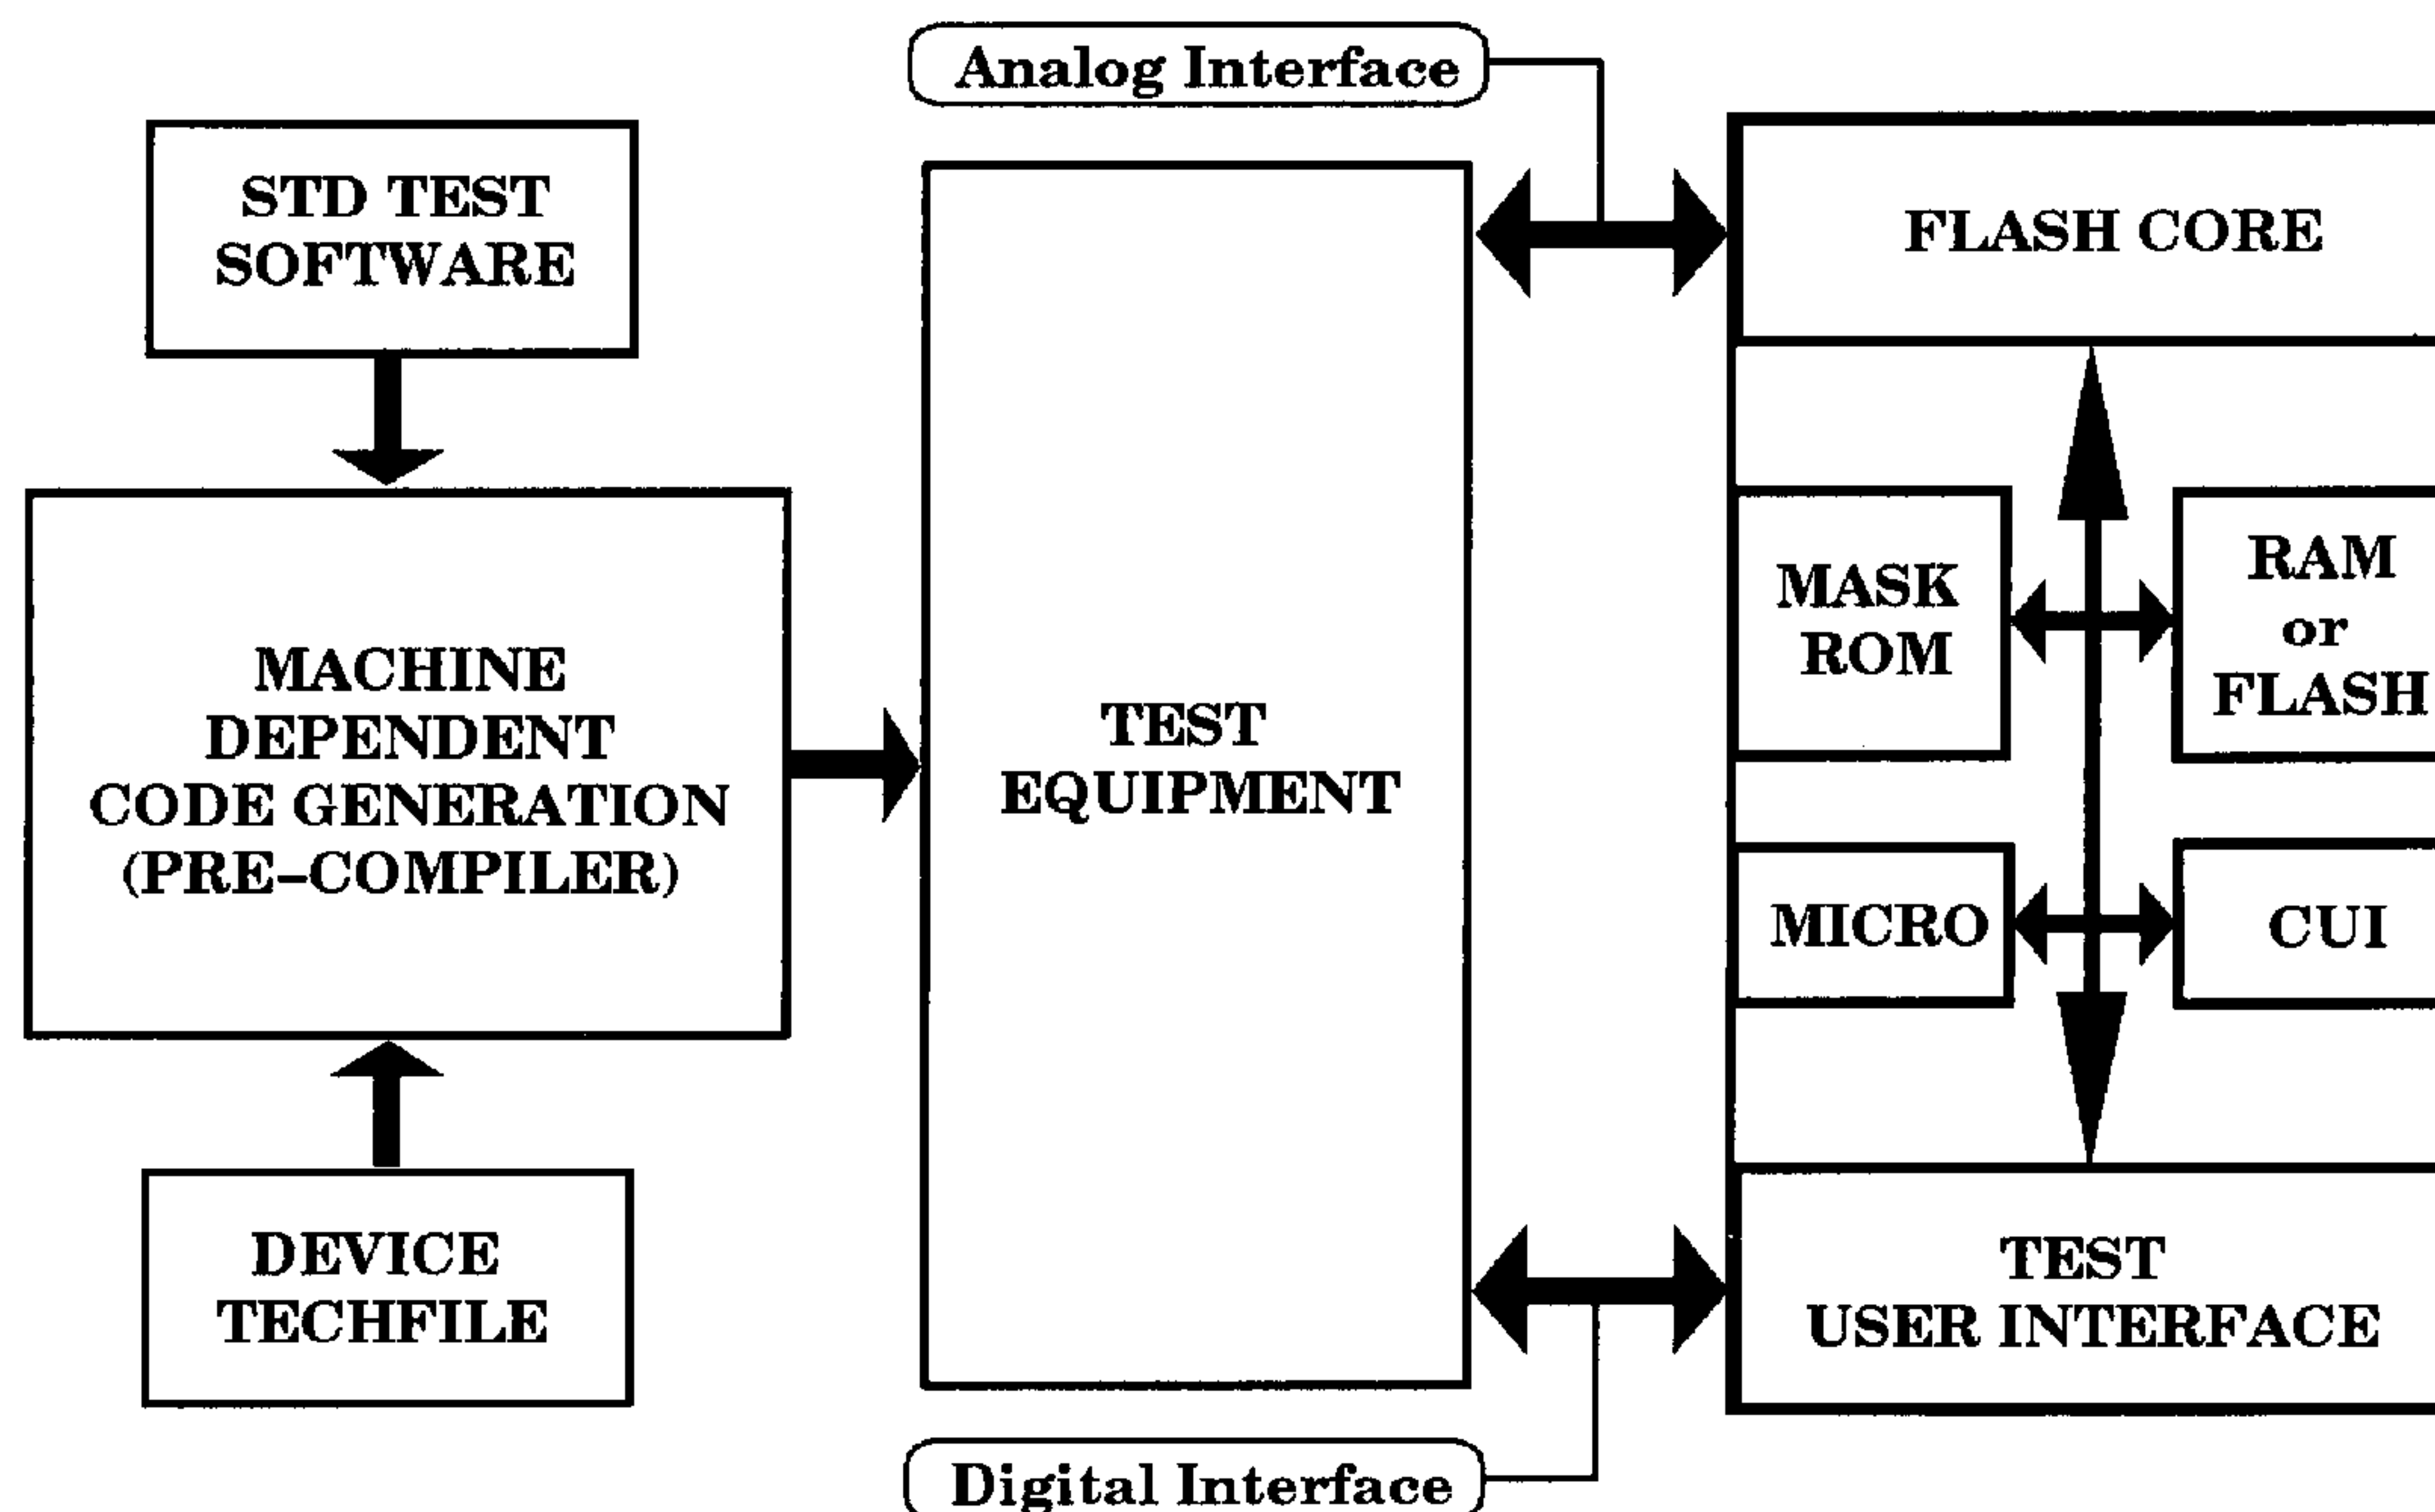 Analog Interface
STD TEST
SOFTWARE
FLASH CORE
MACHINE
DEPENDENT
CODE GENERATION
(PRE–COMPILER)
TEST
EQUIPMENT
MASK
ROM
RAM
or
FLASH
MICRO
CUI
DEVICE
TECHFILE
TEST
USER INTERFACE
Digital Interface